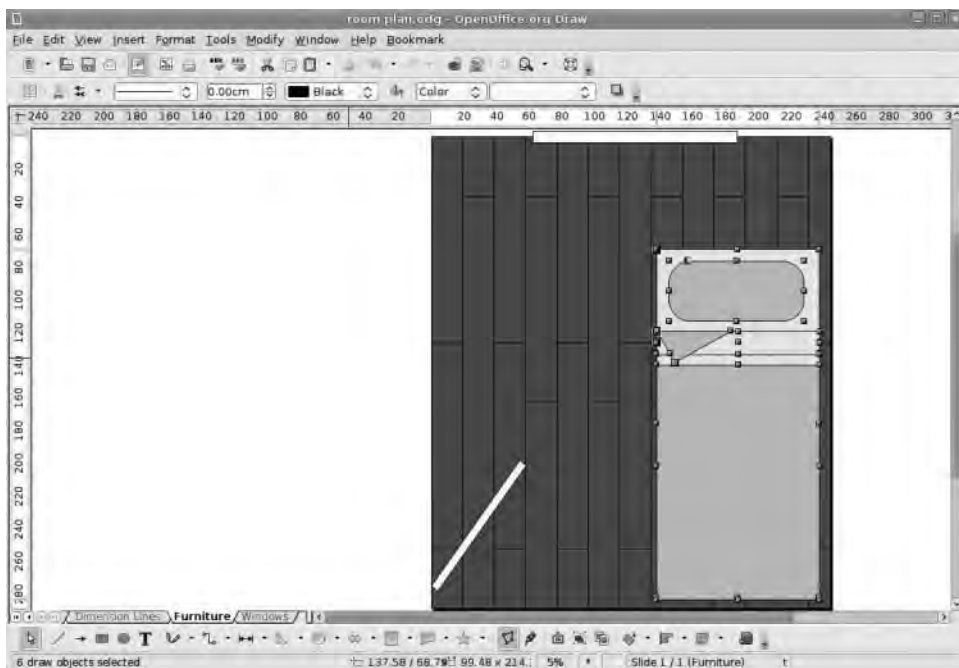 room plan.odg - OpenOffice.org Draw
File Edit View Insert Format Tools Modify Window Help Bookmark
0.00cm Black Color
240 220 200 180 160 140 120 100 80 60 40 20 20 40 60 80 100 120 140 160 180 200 220 240 260 280 300
20
40
60
80
100
120
140
160
180
200
220
240
260
280
Dimension Lines Furniture Windows
T
6 draw objects selected 137.58 / 68.79 99.48 x 214. 5% * Slide 1 / 1 (Furniture)